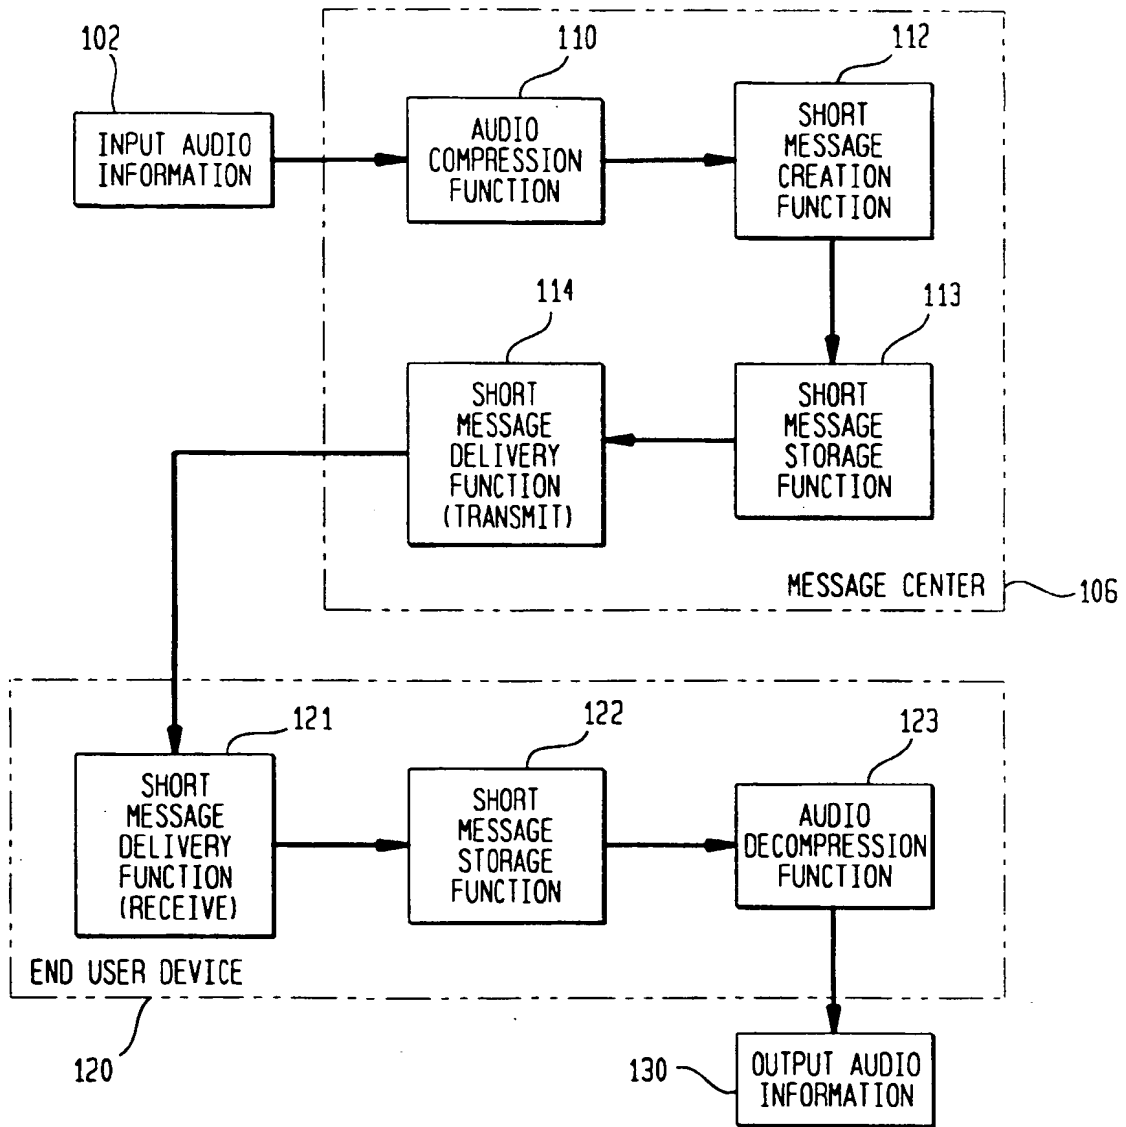 102
INPUT AUDIO
INFORMATION
110
AUDIO
COMPRESSION
FUNCTION
112
SHORT
MESSAGE
CREATION
FUNCTION
114
SHORT
MESSAGE
DELIVERY
FUNCTION
(TRANSMIT)
113
SHORT
MESSAGE
STORAGE
FUNCTION
MESSAGE CENTER
106
121
SHORT
MESSAGE
DELIVERY
FUNCTION
(RECEIVE)
122
SHORT
MESSAGE
STORAGE
FUNCTION
123
AUDIO
DECOMPRESSION
FUNCTION
END USER DEVICE
120
130
OUTPUT AUDIO
INFORMATION